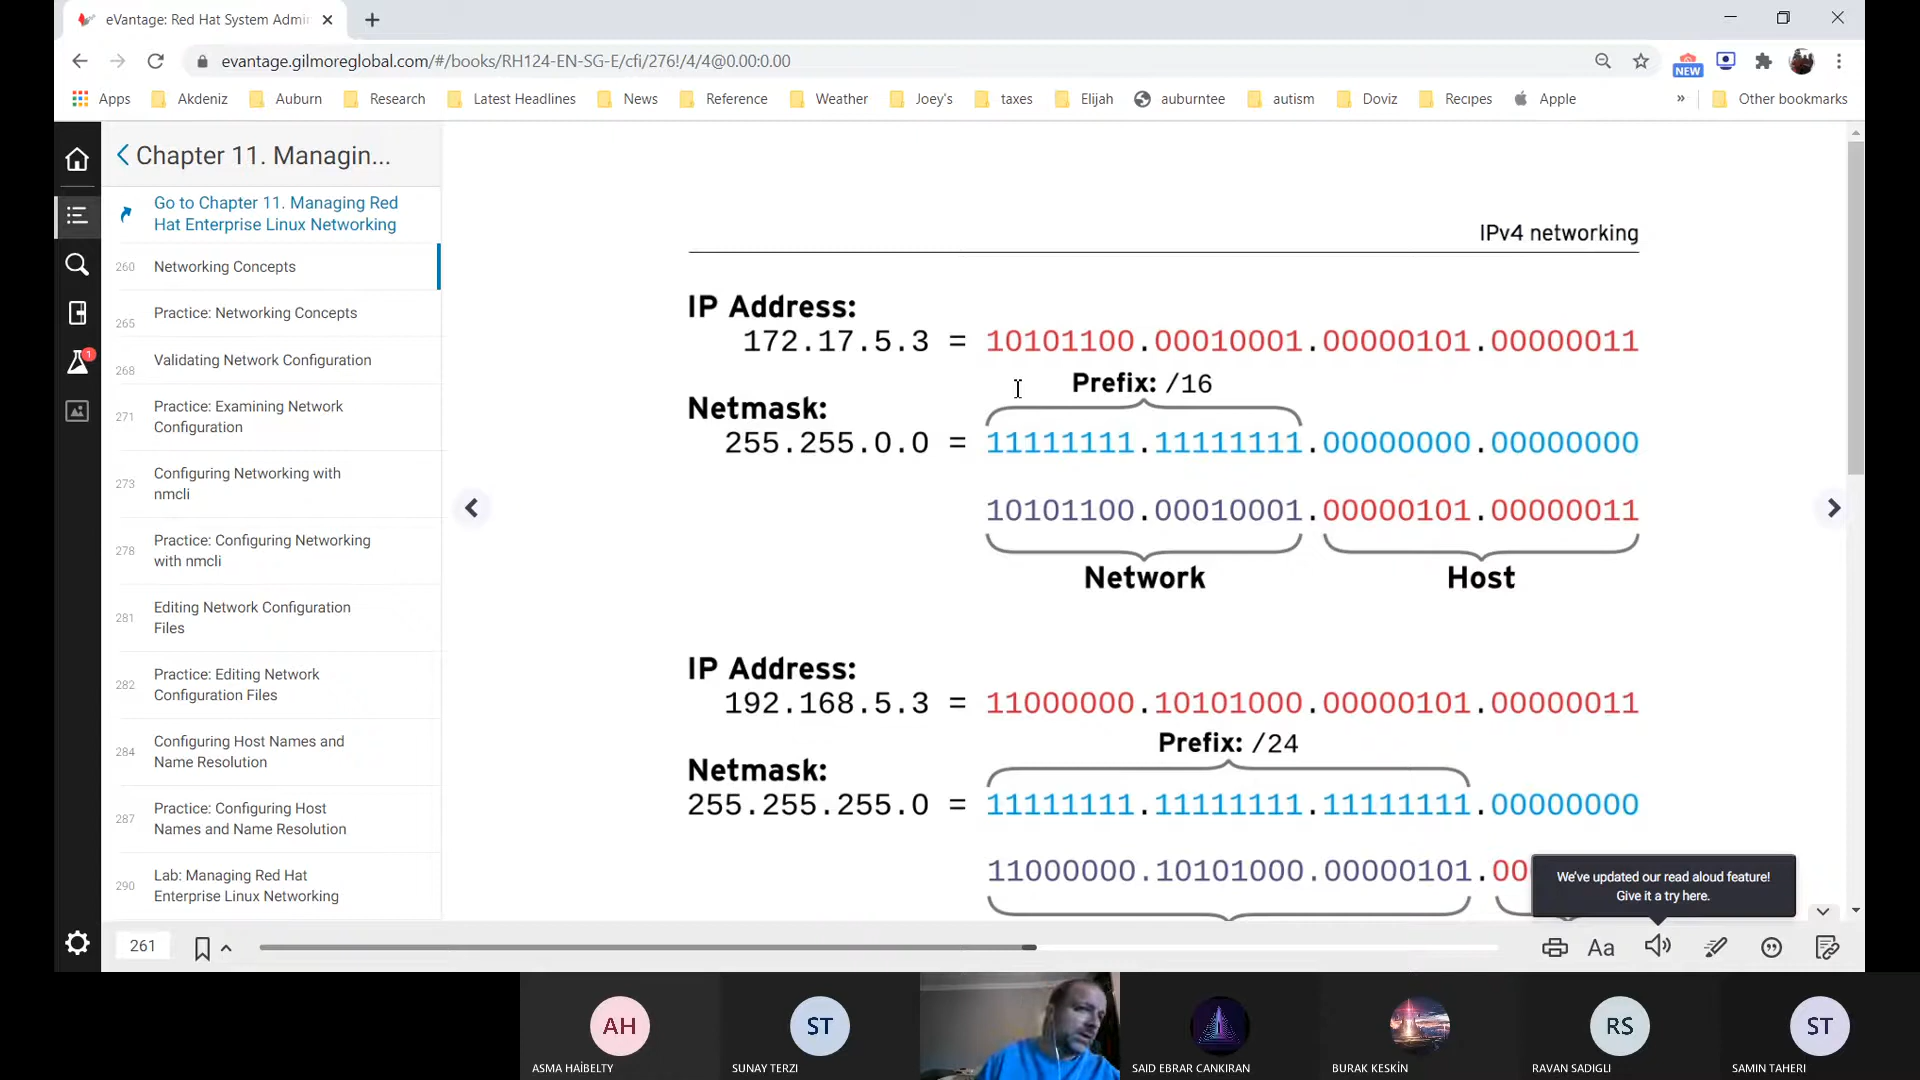 eVantage: Red Hat System Admi
evantage.gilmoreglobal.com/#/books/RH124-EN-SG-E/cfi/276!/4/4@0.00:0.00
NEW
Apps Akdeniz Auburn Research Latest Headlines News Reference Weather Joey's taxes Elijah auburntee autism Doviz Recipes Apple » Other bookmarks
Chapter 11. Managin...
Go to Chapter 11. Managing Red
Hat Enterprise Linux Networking
260 Networking Concepts
265 Practice: Networking Concepts
268 Validating Network Configuration
271 Practice: Examining Network
Configuration
273 Configuring Networking with
nmcli
278 Practice: Configuring Networking
with nmcli
281 Editing Network Configuration
Files
282 Practice: Editing Network
Configuration Files
284 Configuring Host Names and
Name Resolution
287 Practice: Configuring Host
Names and Name Resolution
290 Lab: Managing Red Hat
Enterprise Linux Networking
1
IPv4 networking
IP Address:
172.17.5.3 = 10101100.00010001.00000101.00000011
Prefix: /16
Netmask:
255.255.0.0 = 11111111.11111111.00000000.00000000
10101100.00010001.00000101.00000011
Network Host
IP Address:
192.168.5.3 = 11000000.10101000.00000101.00000011
Prefix: /24
Netmask:
255.255.255.0 = 11111111.11111111.11111111.00000000
11000000.10101000.00000101.00
We've updated our read aloud feature!
Give it a try here.
261
Aa
AH ST RS ST
ASMA HAİBELTY SUNAY TERZI SAID EBRAR CANKIRAN BURAK KESKİN RAVAN SADIGLI SAMIN TAHERI